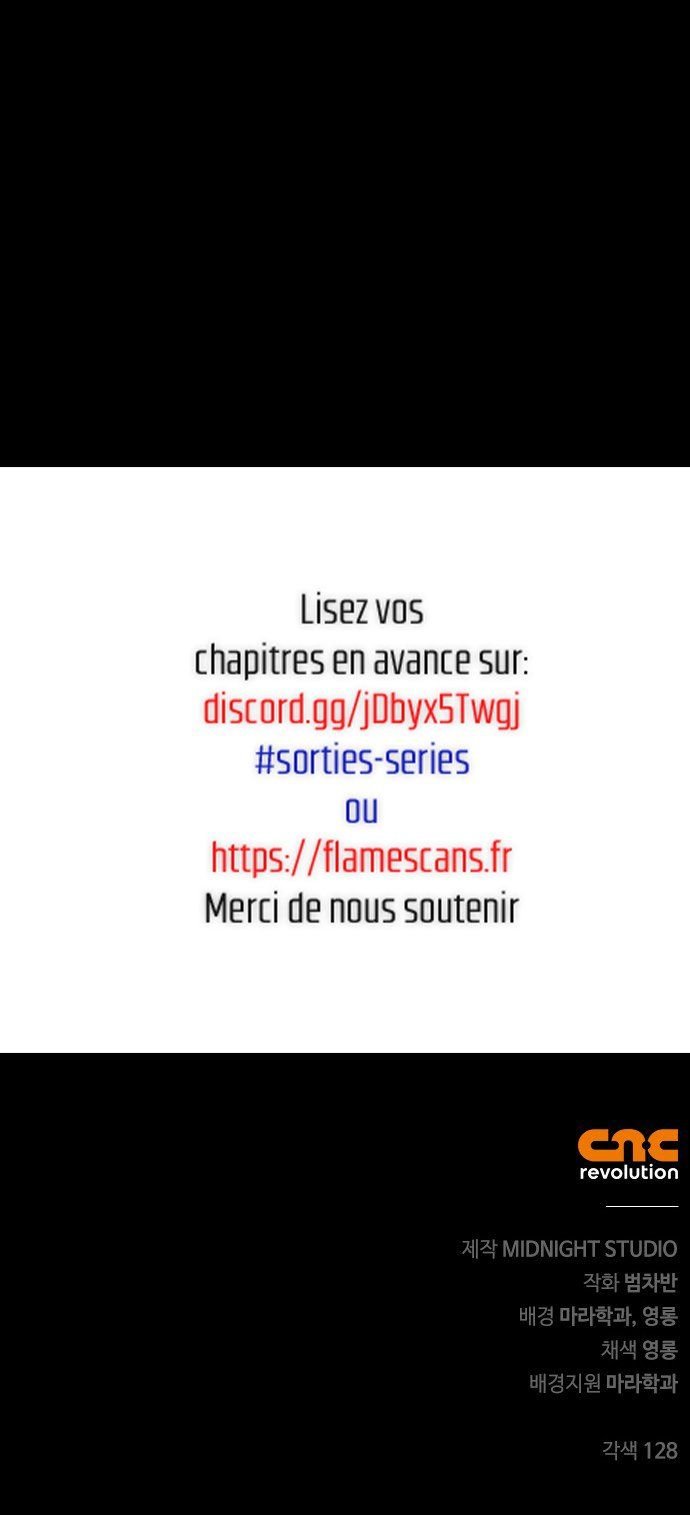 Lisez vos
chapitres en avance sur:
discord.gg/jDbyx5Twgj
#sorties-series
ou
https://flamescans.fr
Merci de nous soutenir
cnc
revolution
제작 MIDNIGHT STUDIO
작화 범차반
배경 마라학과, 영롱
채색 영롱
배경지원 마라학과
각색 128